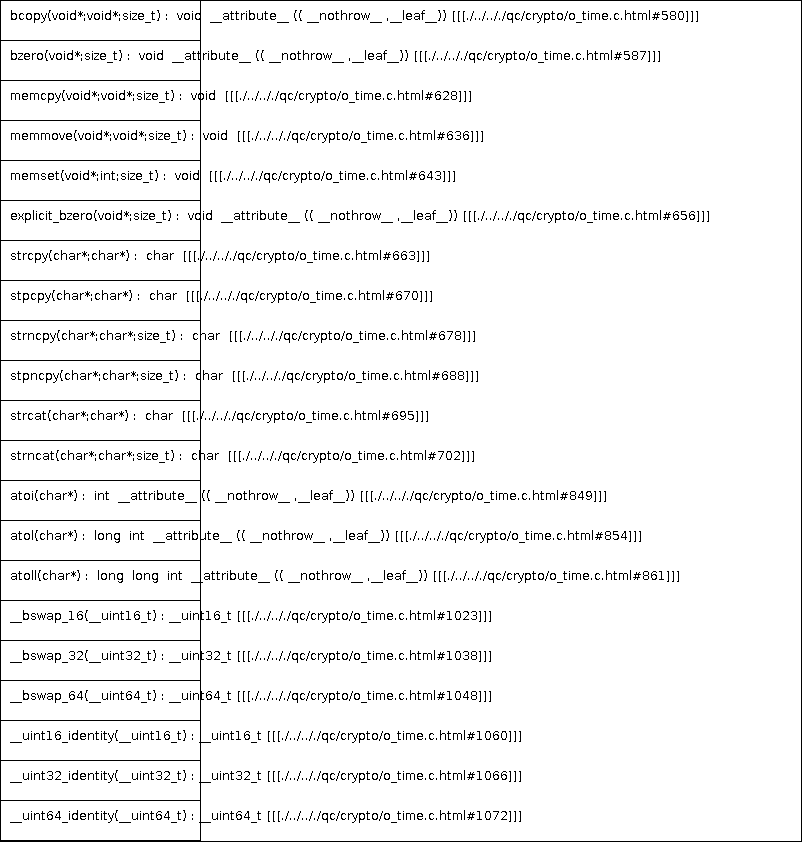 bcopy(void*;void*;size_t) : void __attribute__ (( __nothrow__ ,__leaf__)) [[[./../.././qc/crypto/o_time.c.html#580]]]
bzero(void*;size_t) : void __attribute__ (( __nothrow__ ,__leaf__)) [[[./../.././qc/crypto/o_time.c.html#587]]]
memcpy(void*;void*;size_t) : void [[[./../.././qc/crypto/o_time.c.html#628]]]
memmove(void*;void*;size_t) : void [[[./../.././qc/crypto/o_time.c.html#636]]]
memset(void*;int;size_t) : void [[[./../.././qc/crypto/o_time.c.html#643]]]
explicit_bzero(void*;size_t) : void __attribute__ (( __nothrow__ ,__leaf__)) [[[./../.././qc/crypto/o_time.c.html#656]]]
strcpy(char*;char*) : char [[[./../.././qc/crypto/o_time.c.html#663]]]
stpcpy(char*;char*) : char [[[./../.././qc/crypto/o_time.c.html#670]]]
strncpy(char*;char*;size_t) : char [[[./../.././qc/crypto/o_time.c.html#678]]]
stpncpy(char*;char*;size_t) : char [[[./../.././qc/crypto/o_time.c.html#688]]]
strcat(char*;char*) : char [[[./../.././qc/crypto/o_time.c.html#695]]]
strncat(char*;char*;size_t) : char [[[./../.././qc/crypto/o_time.c.html#702]]]
atoi(char*) : int __attribute__ (( __nothrow__ ,__leaf__)) [[[./../.././qc/crypto/o_time.c.html#849]]]
atol(char*) : long int __attribute__ (( __nothrow__ ,__leaf__)) [[[./../.././qc/crypto/o_time.c.html#854]]]
atoll(char*) : long long int __attribute__ (( __nothrow__ ,__leaf__)) [[[./../.././qc/crypto/o_time.c.html#861]]]
__bswap_16(__uint16_t) : __uint16_t [[[./../.././qc/crypto/o_time.c.html#1023]]]
__bswap_32(__uint32_t) : __uint32_t [[[./../.././qc/crypto/o_time.c.html#1038]]]
__bswap_64(__uint64_t) : __uint64_t [[[./../.././qc/crypto/o_time.c.html#1048]]]
__uint16_identity(__uint16_t) : __uint16_t [[[./../.././qc/crypto/o_time.c.html#1060]]]
__uint32_identity(__uint32_t) : __uint32_t [[[./../.././qc/crypto/o_time.c.html#1066]]]
__uint64_identity(__uint64_t) : __uint64_t [[[./../.././qc/crypto/o_time.c.html#1072]]]